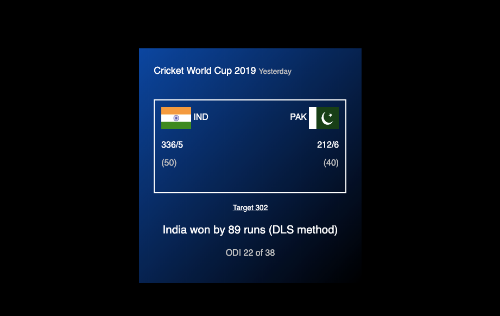 Cricket World Cup 2019 Yesterday
IND PAK
336/5 212/6
(50) (40)
Target 302
India won by 89 runs (DLS method)
ODI 22 of 38